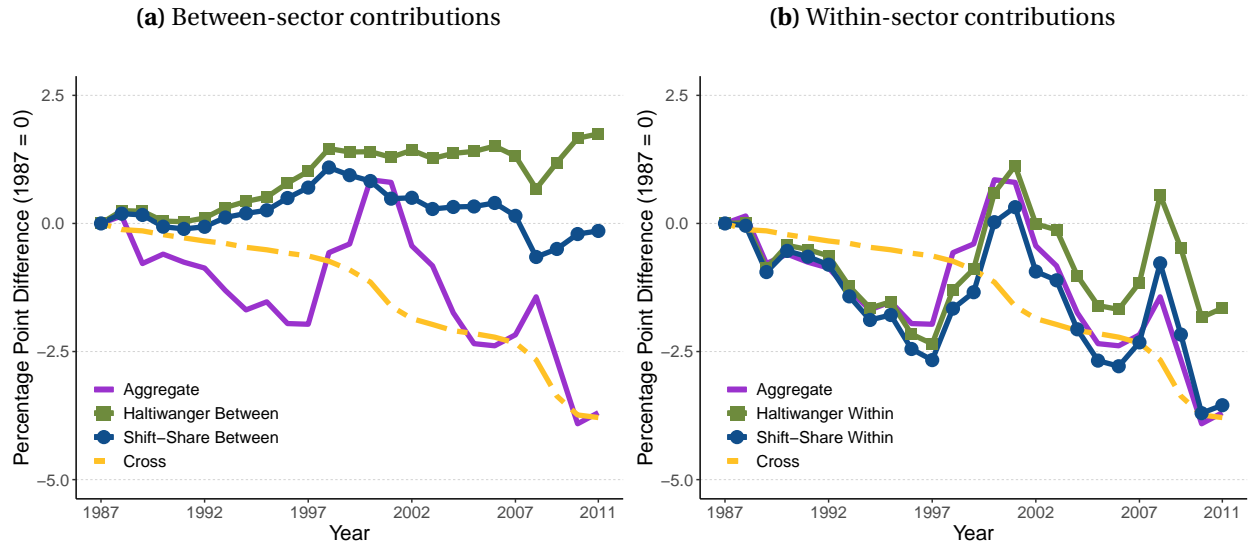 (a) Between-sector contributions
Percentage Point Difference (1987 = 0)
2.5
0.0
−2.5
−5.0
Aggregate
Haltiwanger Between
Shift−Share Between
Cross
1987 1992 1997 2002 2007 2011
Year
(b) Within-sector contributions
Percentage Point Difference (1987 = 0)
2.5
0.0
−2.5
−5.0
Aggregate
Haltiwanger Within
Shift−Share Within
Cross
1987 1992 1997 2002 2007 2011
Year